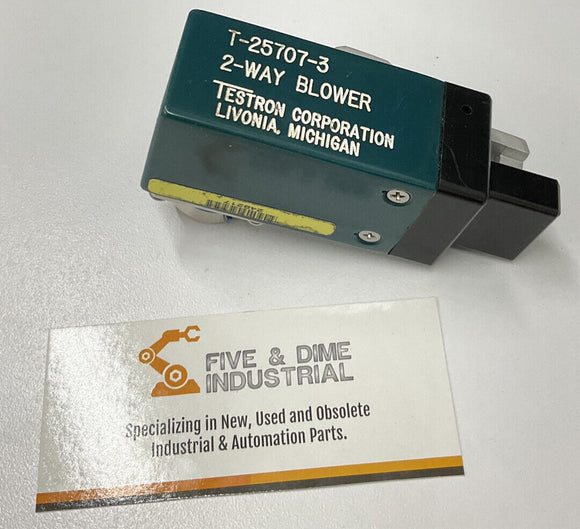 T-25707-3
2-WAY BLOWER
TESTRON CORPORATION
LIVONIA, MICHIGAN
FIVE & DIME
INDUSTRIAL
Specializing in New, Used and Obsolete
Industrial & Automation Parts.